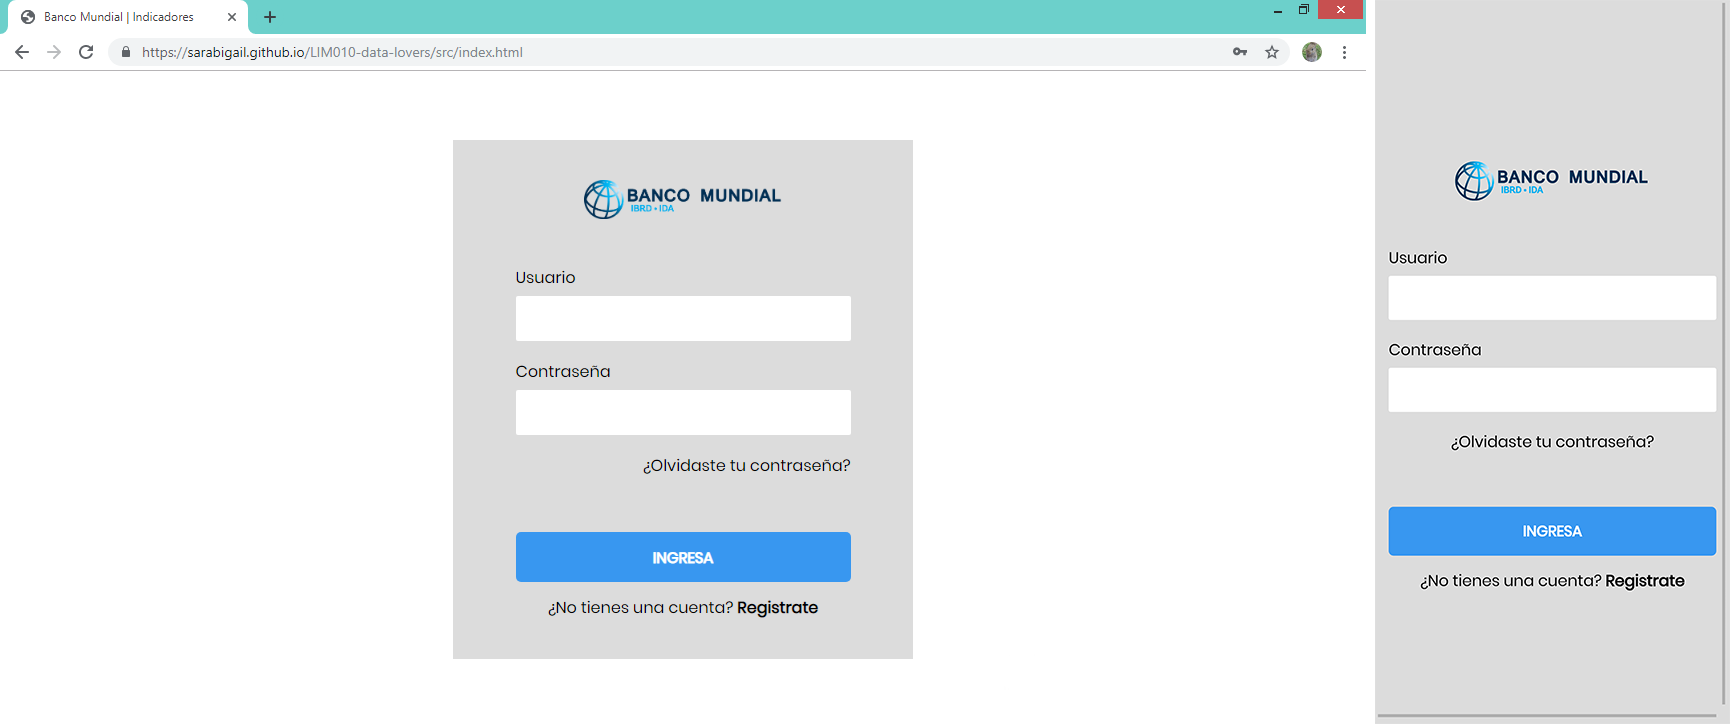 Banco Mundial | Indicadores
https://sarabigail.github.io/LIM010-data-lovers/src/index.html
BANCO MUNDIAL
IBRD • IDA
Usuario
Contraseña
¿Olvidaste tu contraseña?
INGRESA
¿No tienes una cuenta? Registrate
BANCO MUNDIAL
IBRD • IDA
Usuario
Contraseña
¿Olvidaste tu contraseña?
INGRESA
¿No tienes una cuenta? Registrate